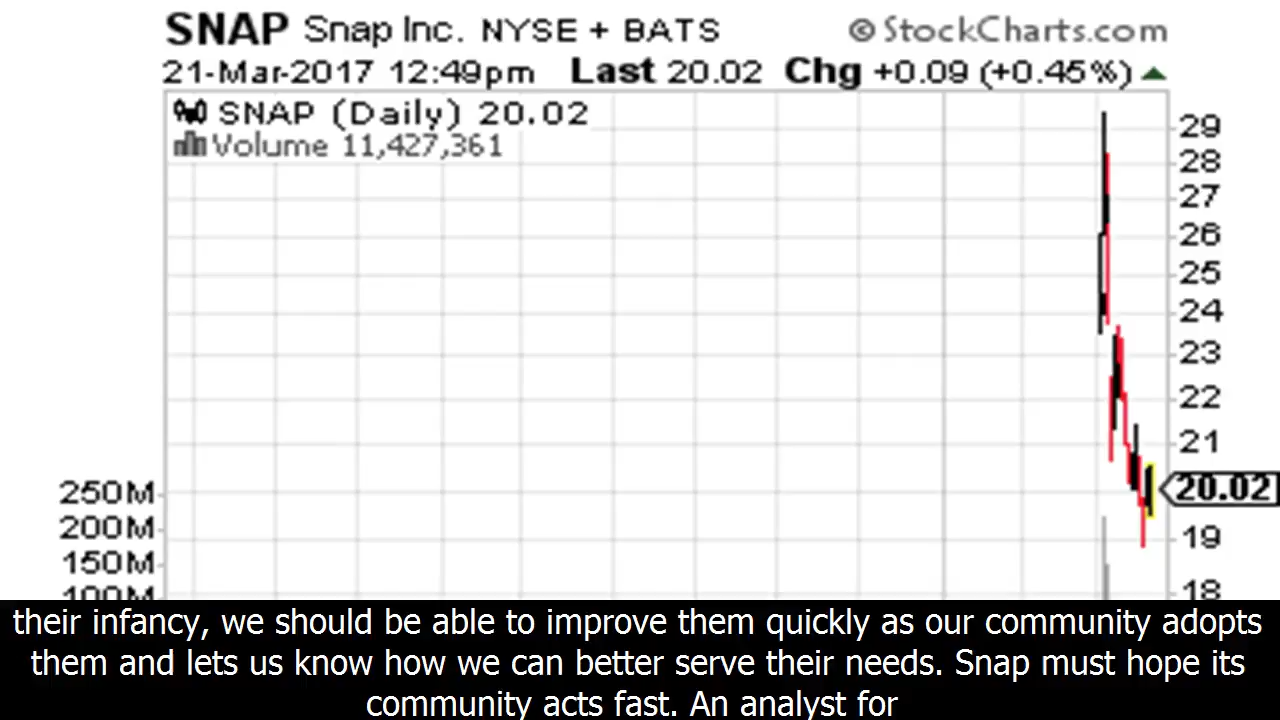 SNAP Snap Inc. NYSE + BATS © StockCharts.com
21-Mar-2017 12:49pm Last 20.02 Chg +0.09 (+0.45%)
SNAP (Daily) 20.02
Volume 11,427,361
29
28
27
26
25
24
23
22
21
20.02
19
18
250M
200M
150M
100M
their infancy, we should be able to improve them quickly as our community adopts
them and lets us know how we can better serve their needs. Snap must hope its
community acts fast. An analyst for